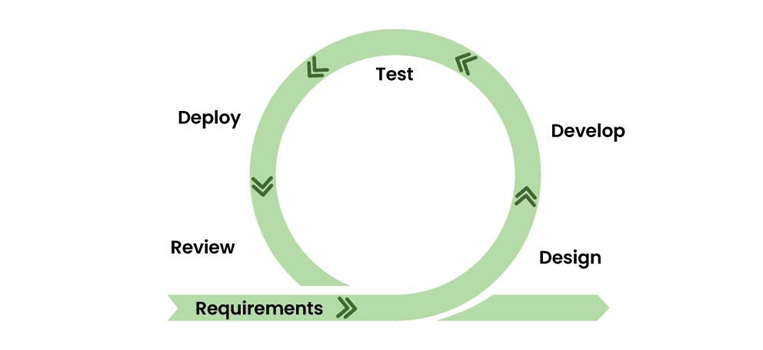 Test
Deploy
Develop
Review
Design
Requirements